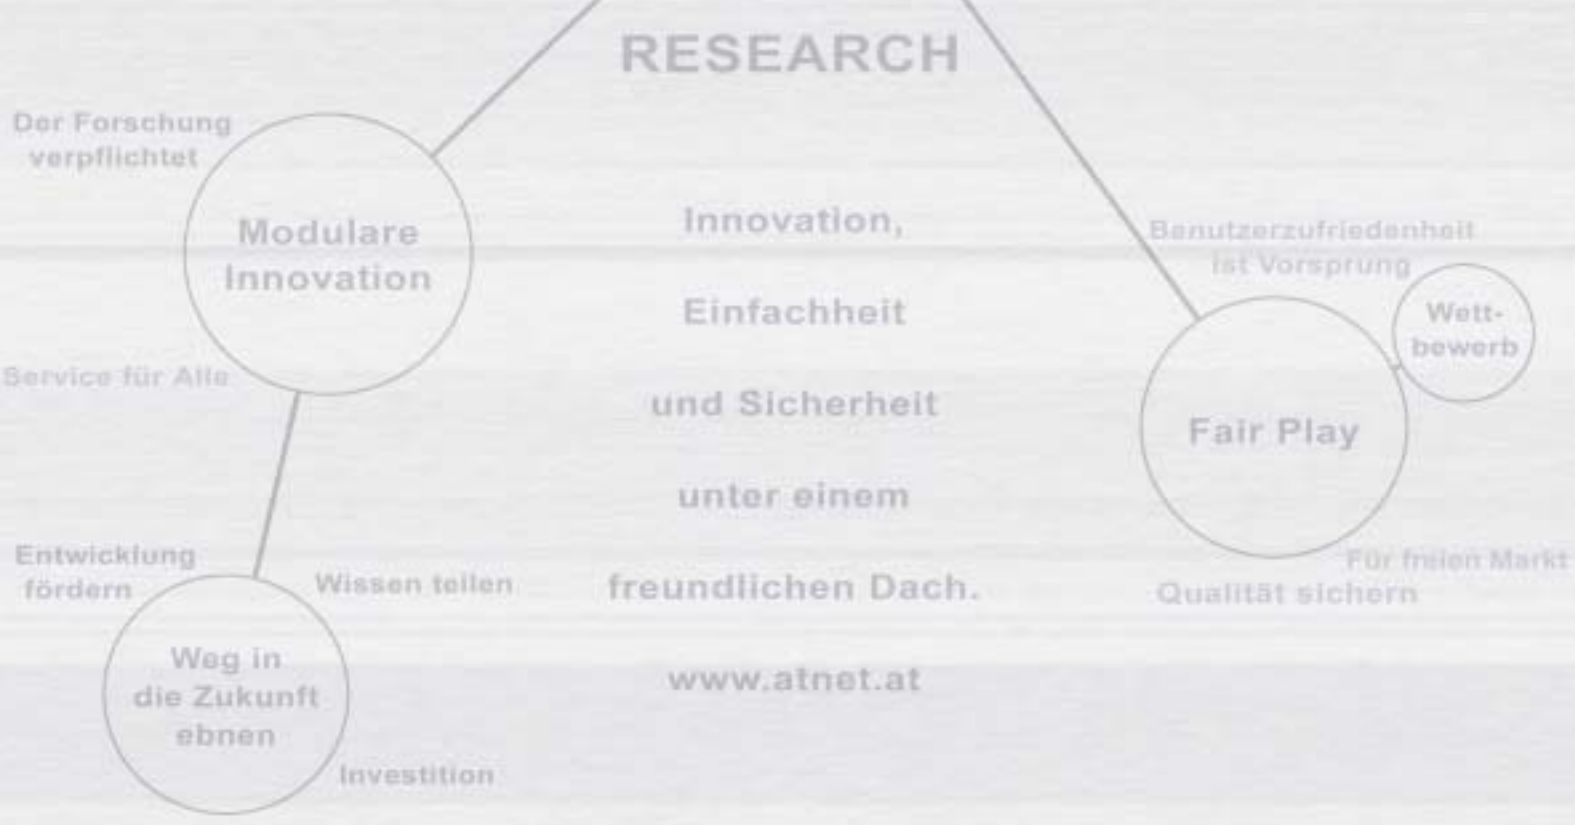 RESEARCH
Der Forschung
verpflichtet
Modulare
Innovation
Service für Alle
Entwicklung
fördern
Wissen teilen
Weg in
die Zukunft
ebnen
Investition
Innovation,
Einfachheit
und Sicherheit
unter einem
freundlichen Dach.
www.atnet.at
Benutzerzufriedenheit
ist Vorsprung
Wett-
bewerb
Fair Play
Für freien Markt
Qualität sichern